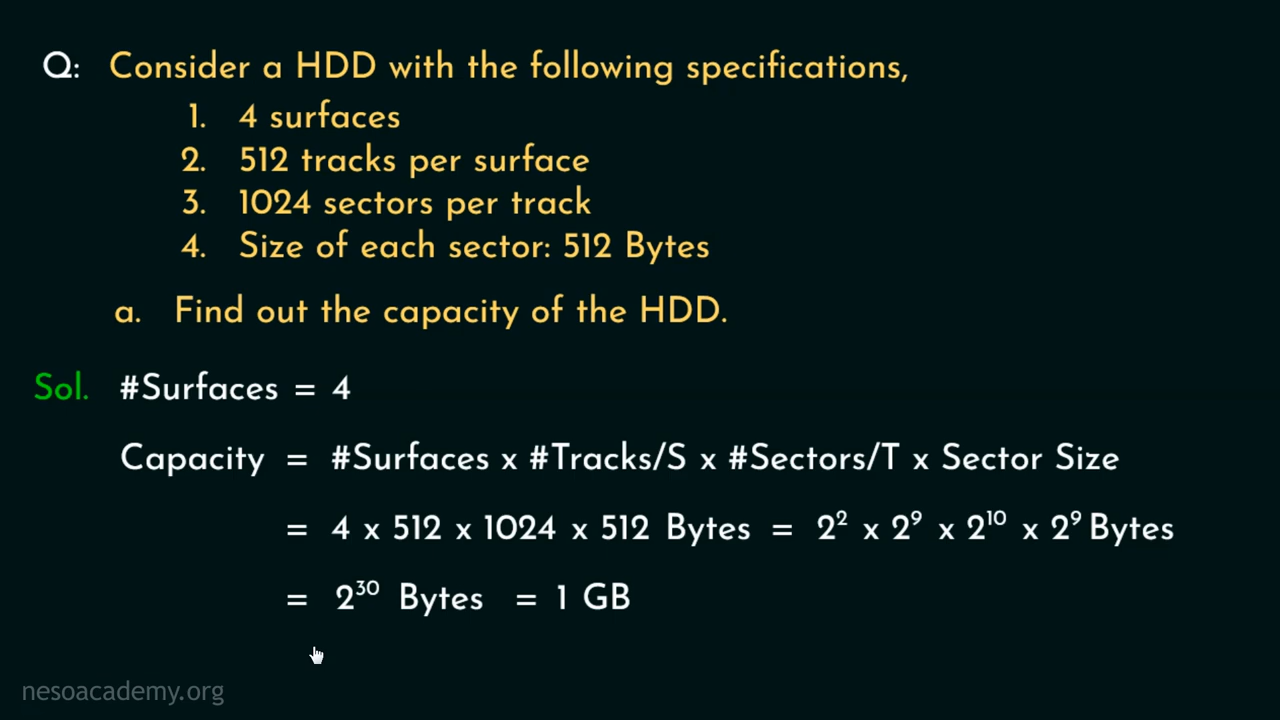 Q: Consider a HDD with the following specifications,
1. 4 surfaces
2. 512 tracks per surface
3. 1024 sectors per track
4. Size of each sector: 512 Bytes
a. Find out the capacity of the HDD.
Sol. #Surfaces = 4
Capacity = #Surfaces x #Tracks/S x #Sectors/T x Sector Size
= 4 x 512 x 1024 x 512 Bytes = 2² x 2⁹ x 2¹⁰ x 2⁹ Bytes
= 2³⁰ Bytes = 1 GB
nesoacademy.org